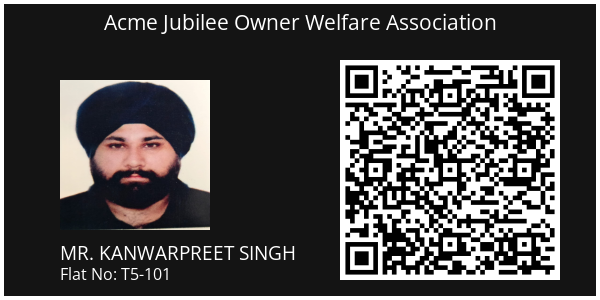 Acme Jubilee Owner Welfare Association
MR. KANWARPREET SINGH
Flat No: T5-101